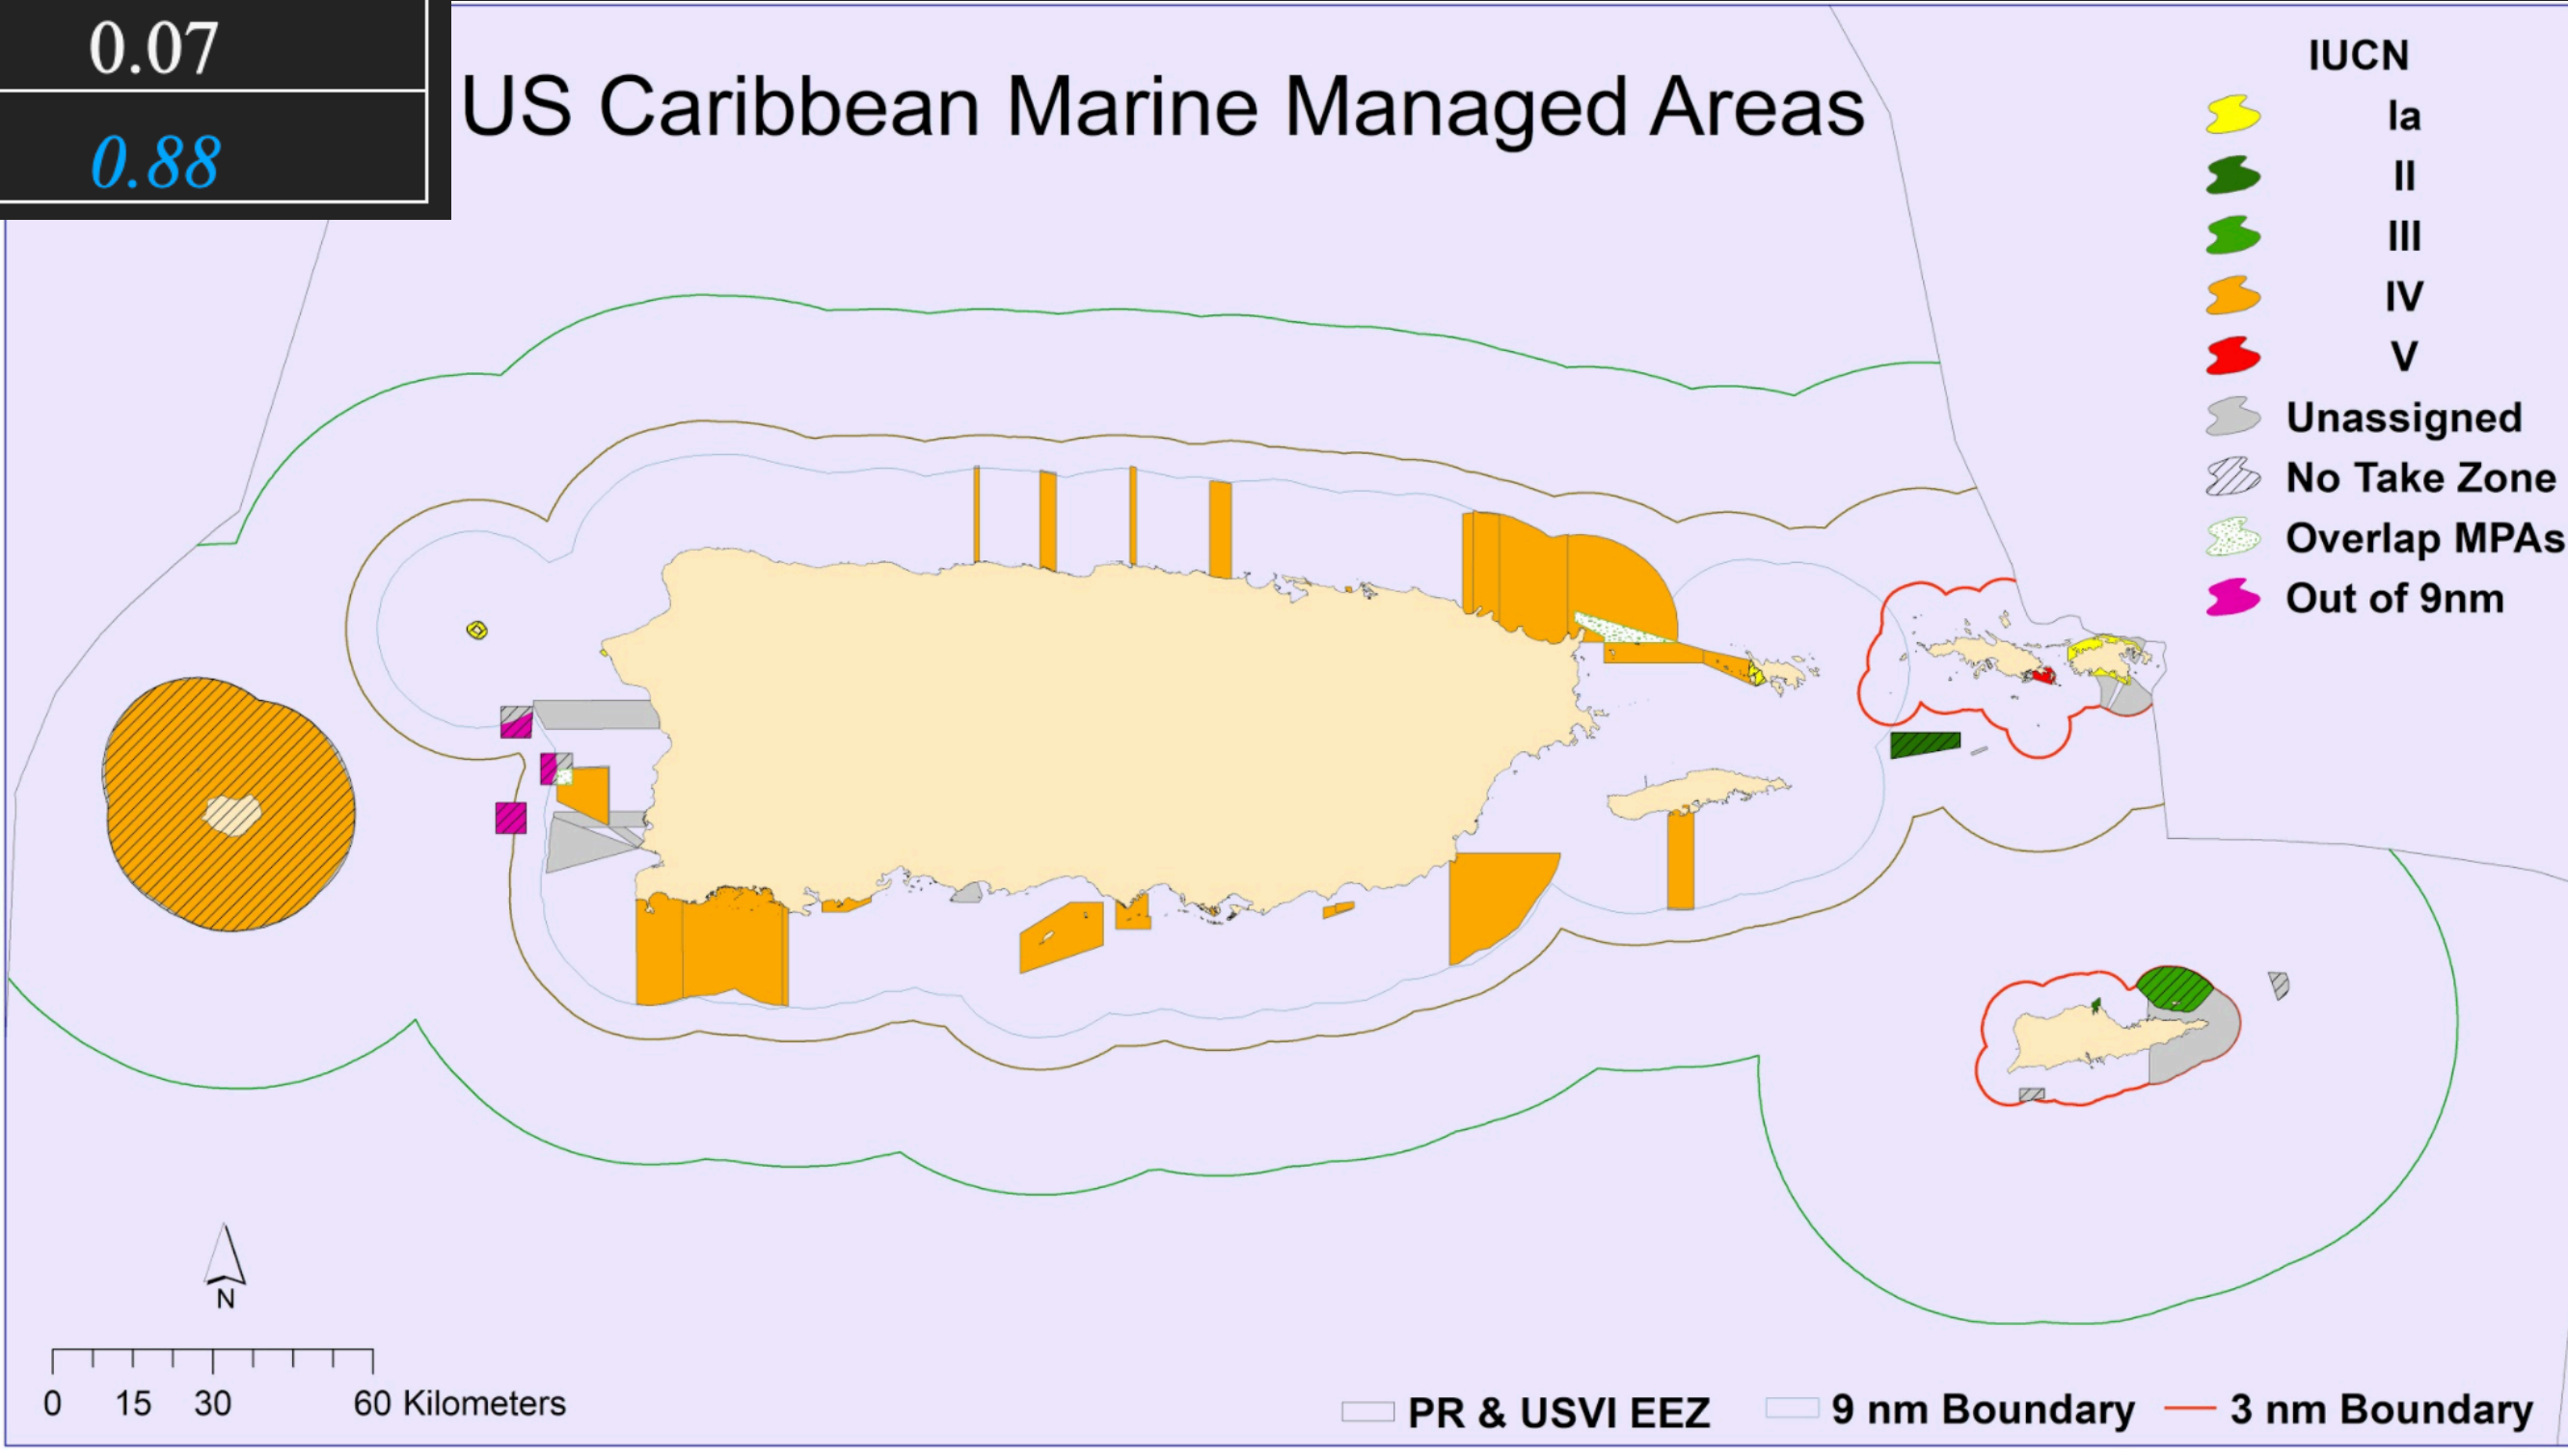 0.07
0.88
US Caribbean Marine Managed Areas
IUCN
Ia
II
III
IV
V
Unassigned
No Take Zone
Overlap MPAs
Out of 9nm
N
0 15 30 60 Kilometers
PR & USVI EEZ 9 nm Boundary 3 nm Boundary